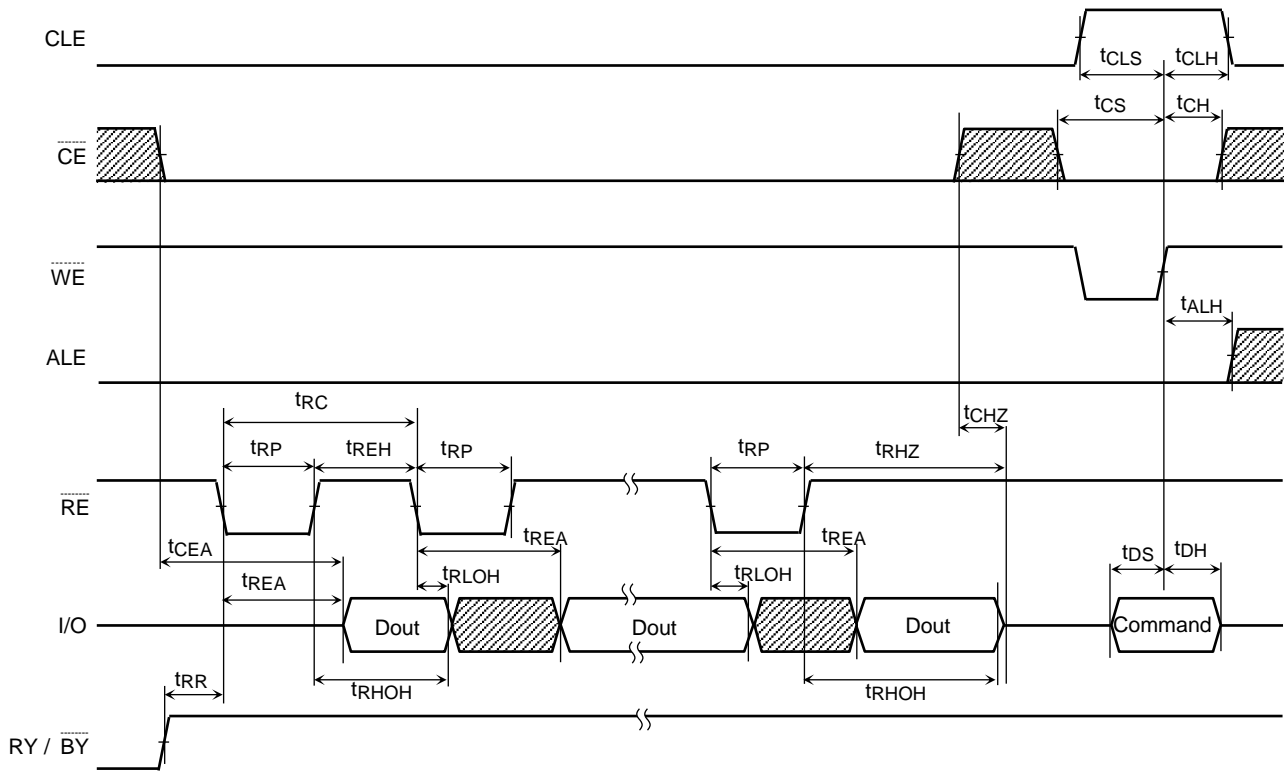 CLE
tCLS tCLH
tCS tCH
CE
WE
tALH
ALE
tRC
tCHZ
tRP tREH tRP tRP tRHZ
RE
tCEA tREA tREA
tREA tRLOH tRLOH tDS tDH
I/O Dout Dout Dout Command
tRR tRHOH tRHOH
RY / BY